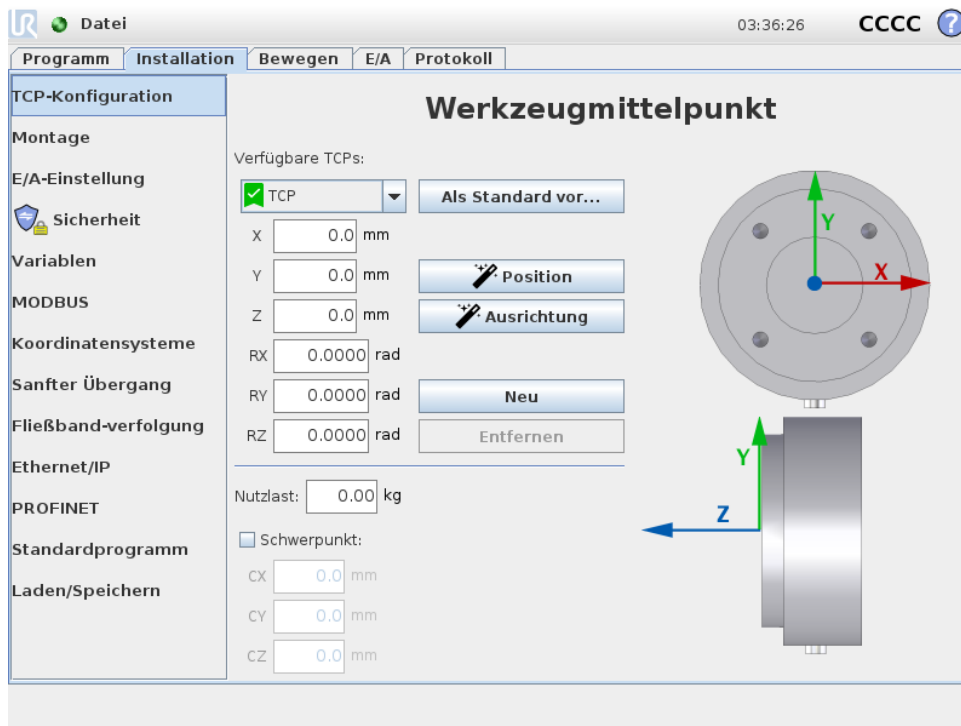 UR Datei 03:36:26 CCCC ?
Programm Installation Bewegen E/A Protokoll
TCP-Konfiguration
Montage
E/A-Einstellung
Sicherheit
Variablen
MODBUS
Koordinatensysteme
Sanfter Übergang
Fließband-verfolgung
Ethernet/IP
PROFINET
Standardprogramm
Laden/Speichern
Werkzeugmittelpunkt
Verfügbare TCPs:
TCP Als Standard vor...
X 0.0 mm
Y 0.0 mm Position
Z 0.0 mm Ausrichtung
RX 0.0000 rad
RY 0.0000 rad Neu
RZ 0.0000 rad Entfernen
Nutzlast: 0.00 kg
Schwerpunkt:
CX 0.0 mm
CY 0.0 mm
CZ 0.0 mm
Y
X
Y
Z